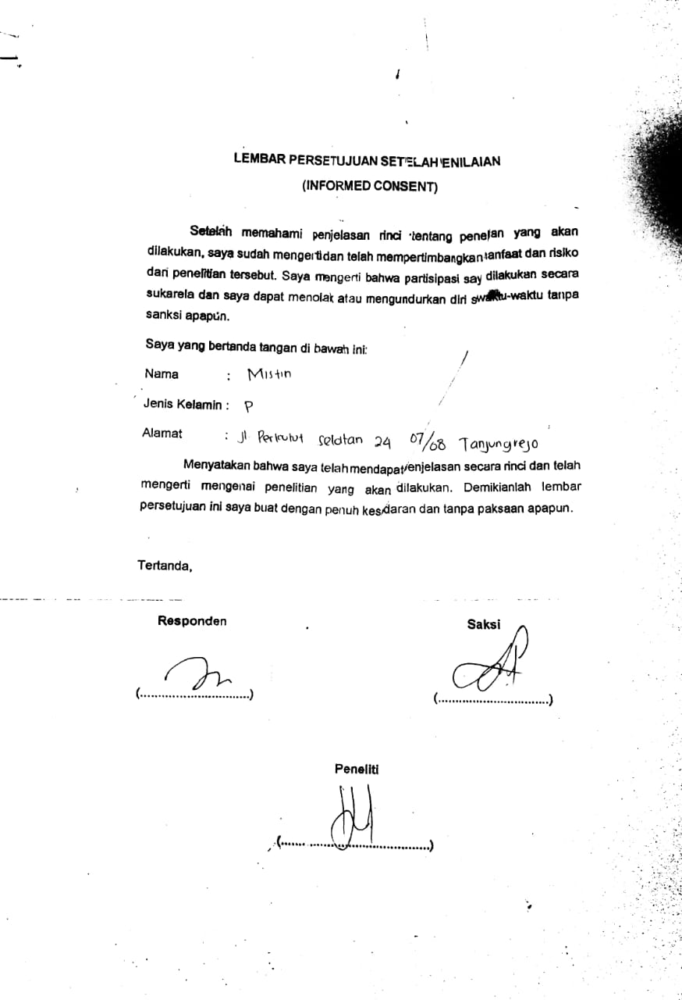 LEMBAR PERSETUJUAN SETELAH ENILAIAN
(INFORMED CONSENT)
Setelah memahami penjelasan rinci tentang penelan yang akan
dilakukan, saya sudah mengerti dan telah mempertimbangkan anfaat dan risiko
dari penelitian tersebut. Saya mengerti bahwa partisipasi say dilakukan secara
sukarela dan saya dapat menolak atau mengundurkan diri -waktu tanpa
sanksi apapun.
Saya yang bertanda tangan di bawah ini:
Nama : Mistin
Jenis Kelamin : P
Alamat : Jl Perkutut Selatan 24 07/08 Tanjungrejo
Menyatakan bahwa saya telah mendapat enjelasan secara rinci dan telah
mengerti mengenai penelitian yang akan dilakukan. Demikianlah lembar
persetujuan ini saya buat dengan penuh kesdaran dan tanpa paksaan apapun.
Tertanda,
Responden Saksi
(...............................) (...............................)
Peneliti
(...........................................)